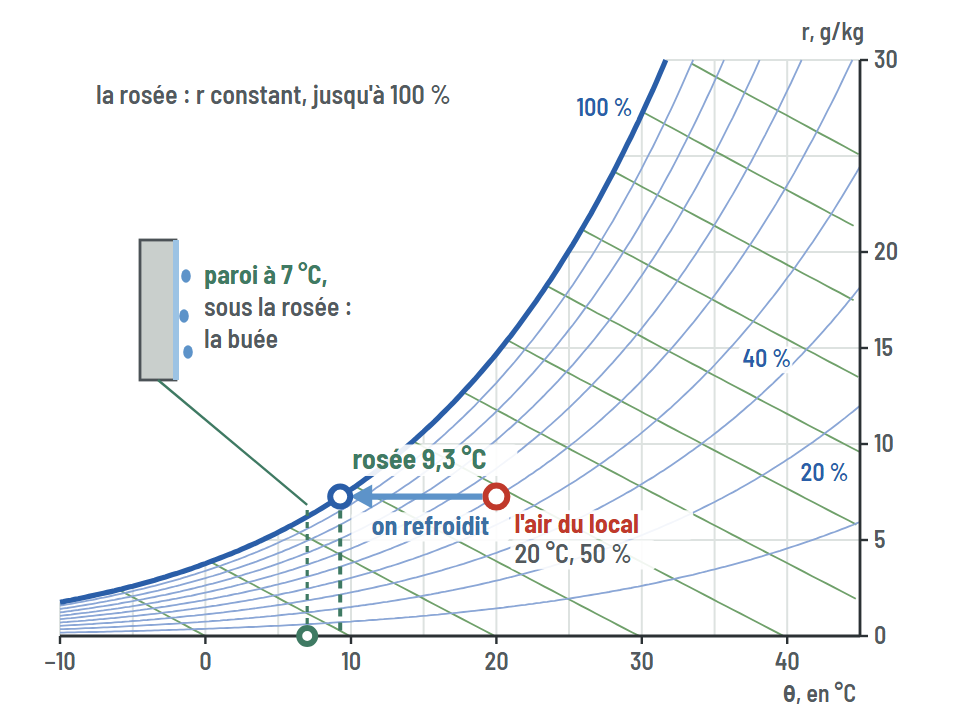 r, g/kg
30
la rosée : r constant, jusqu'à 100 %
100 %
20
paroi à 7 °C,
sous la rosée :
la buée
15
40 %
10
rosée 9,3 °C
20 %
on refroidit
l'air du local
20 °C, 50 %
5
0
−10
0
10
20
30
40
θ, en °C